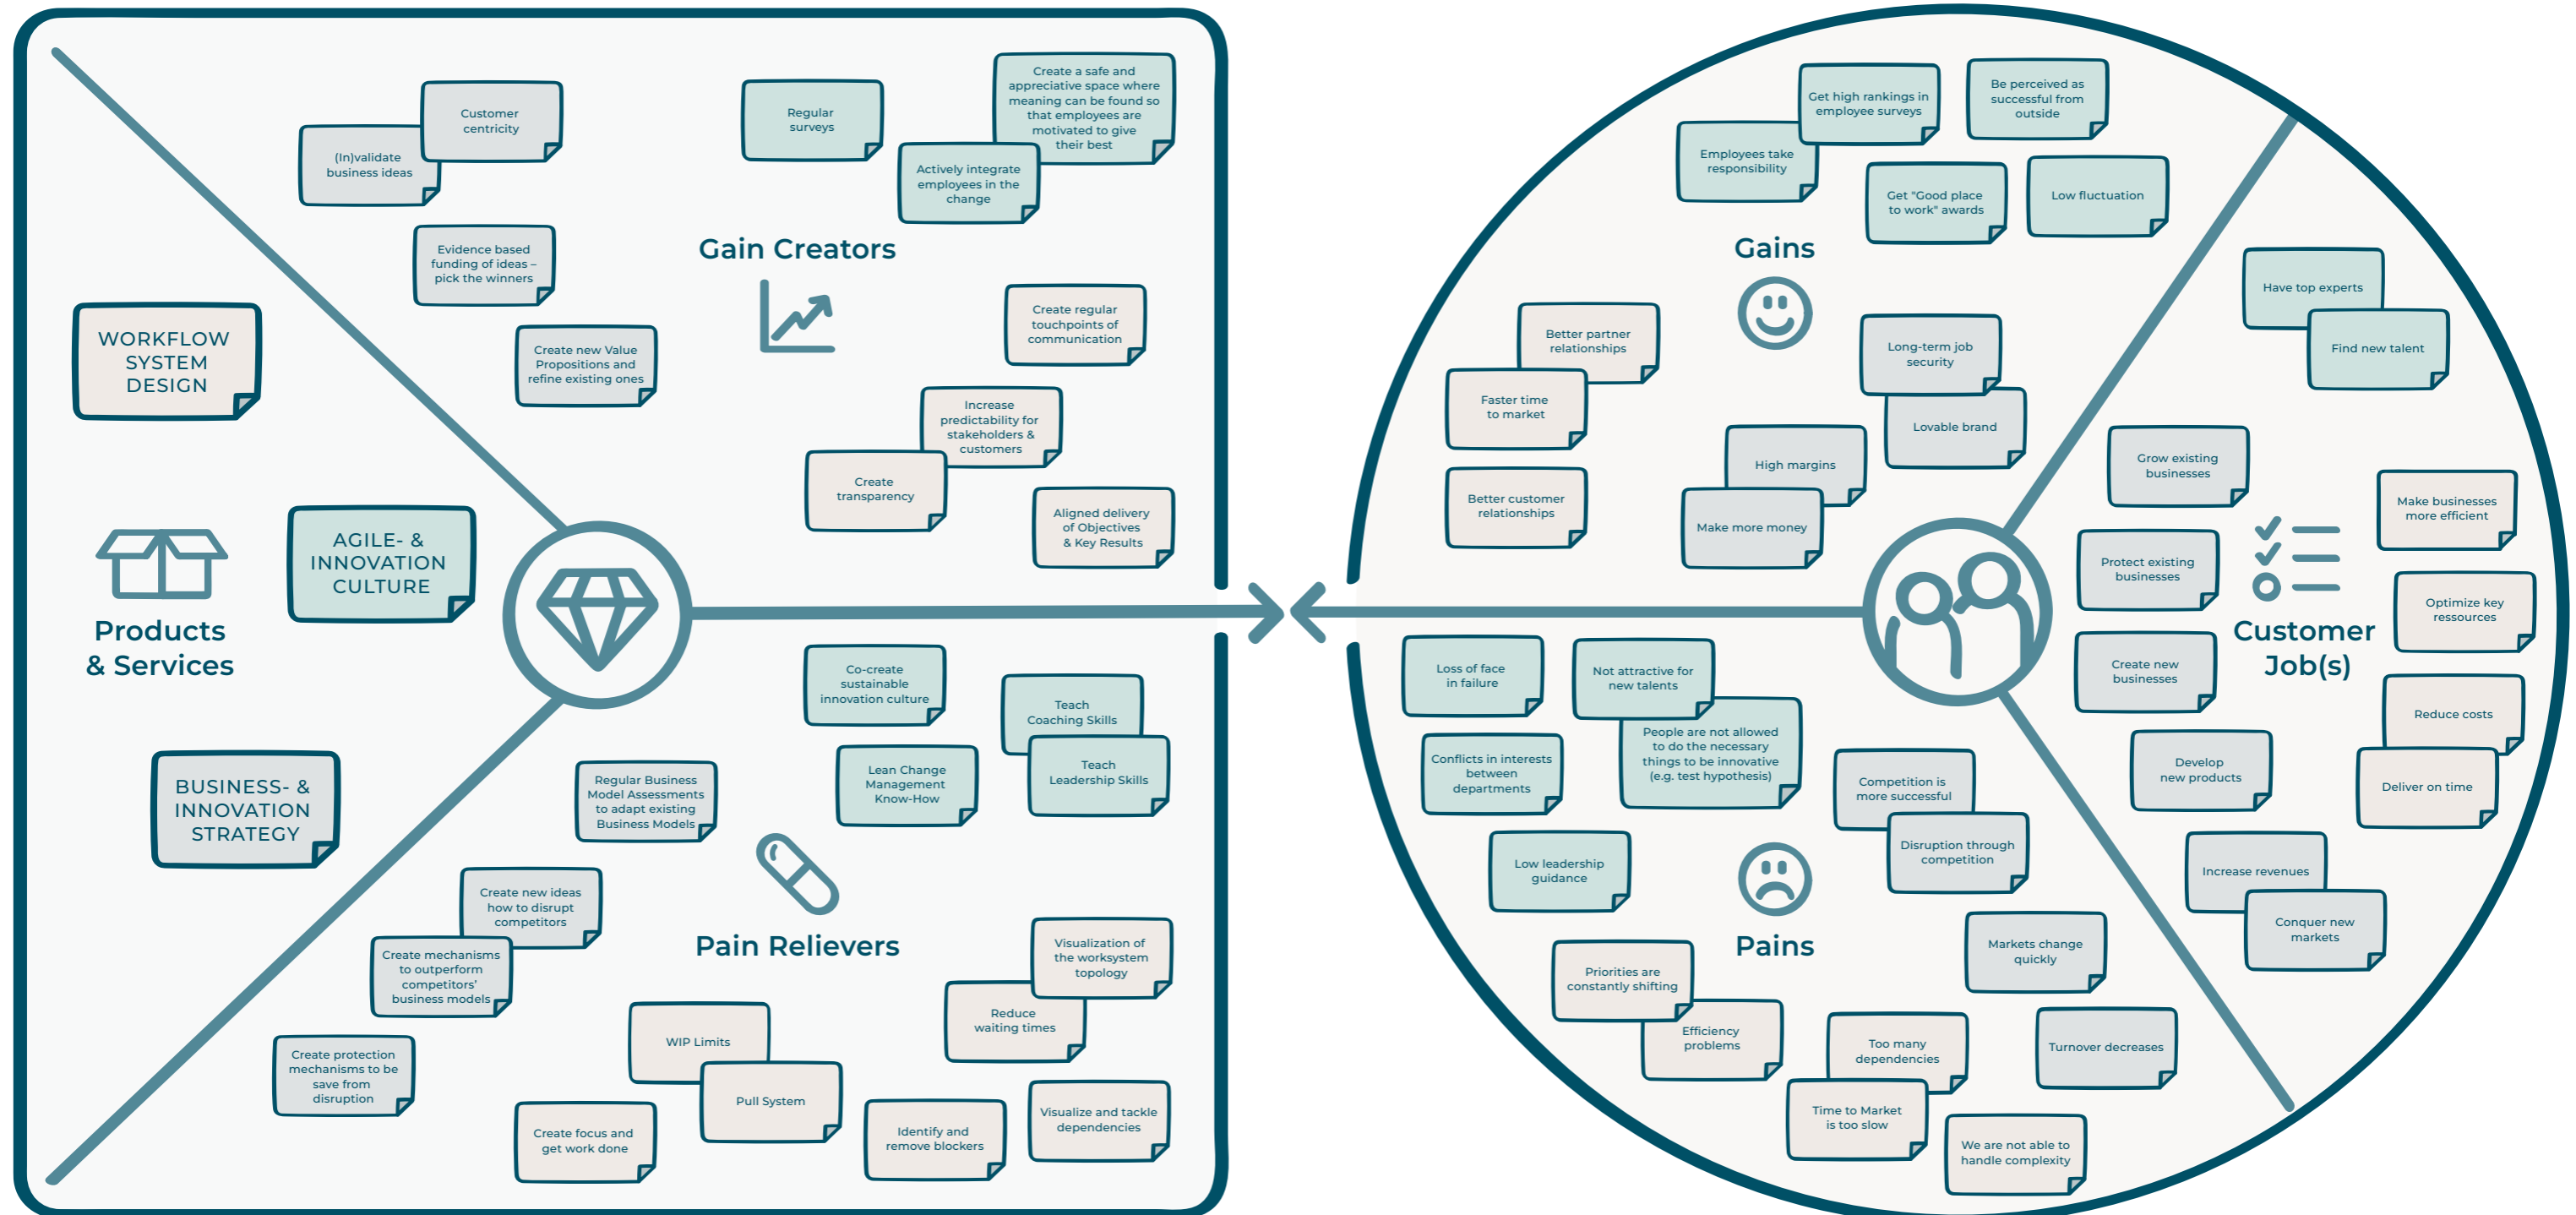 Customer
centricity
(In)validate
business ideas
Evidence based
funding of ideas –
pick the winners
Create new Value
Propositions and
refine existing ones
Regular
surveys
Create a safe and
appreciative space where
meaning can be found so
that employees are
motivated to give
their best
Actively integrate
employees in the
change
Gain Creators
Create regular
touchpoints of
communication
Increase
predictability for
stakeholders &
customers
Create
transparency
Aligned delivery
of Objectives
& Key Results
WORKFLOW
SYSTEM
DESIGN
AGILE- &
INNOVATION
CULTURE
Products
& Services
BUSINESS- &
INNOVATION
STRATEGY
Co-create
sustainable
innovation culture
Teach
Coaching Skills
Teach
Leadership Skills
Lean Change
Management
Know-How
Regular Business
Model Assessments
to adapt existing
Business Models
Create new ideas
how to disrupt
competitors
Create mechanisms
to outperform
competitors'
business models
Create protection
mechanisms to be
save from
disruption
Pain Relievers
Visualization of
the worksystem
topology
Reduce
waiting times
WIP Limits
Pull System
Create focus and
get work done
Identify and
remove blockers
Visualize and tackle
dependencies
Get high rankings in
employee surveys
Be perceived as
successful from
outside
Employees take
responsibility
Get "Good place
to work" awards
Low fluctuation
Gains
Better partner
relationships
Faster time
to market
Better customer
relationships
Long-term job
security
Lovable brand
High margins
Make more money
Have top experts
Find new talent
Grow existing
businesses
Make businesses
more efficient
Protect existing
businesses
Optimize key
ressources
Customer
Job(s)
Create new
businesses
Reduce costs
Develop
new products
Deliver on time
Increase revenues
Conquer new
markets
Loss of face
in failure
Not attractive for
new talents
People are not allowed
to do the necessary
things to be innovative
(e.g. test hypothesis)
Conflicts in interests
between
departments
Low leadership
guidance
Competition is
more successful
Disruption through
competition
Pains
Priorities are
constantly shifting
Efficiency
problems
Markets change
quickly
Turnover decreases
Too many
dependencies
Time to Market
is too slow
We are not able to
handle complexity